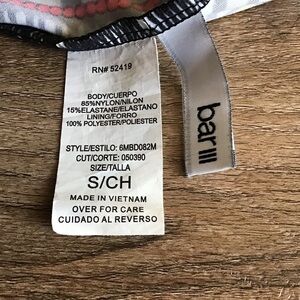 RN# 52419
BODY/CUERPO
85%NYLON/NILON
15%ELASTANE/ELASTANO
LINING/FORRO
100% POLYESTER/POLIESTER
STYLE/ESTILO: 6MBD082M
CUT/CORTE: 050390
SIZE/TALLA
S/CH
MADE IN VIETNAM
OVER FOR CARE
CUIDADO AL REVERSO
bar III